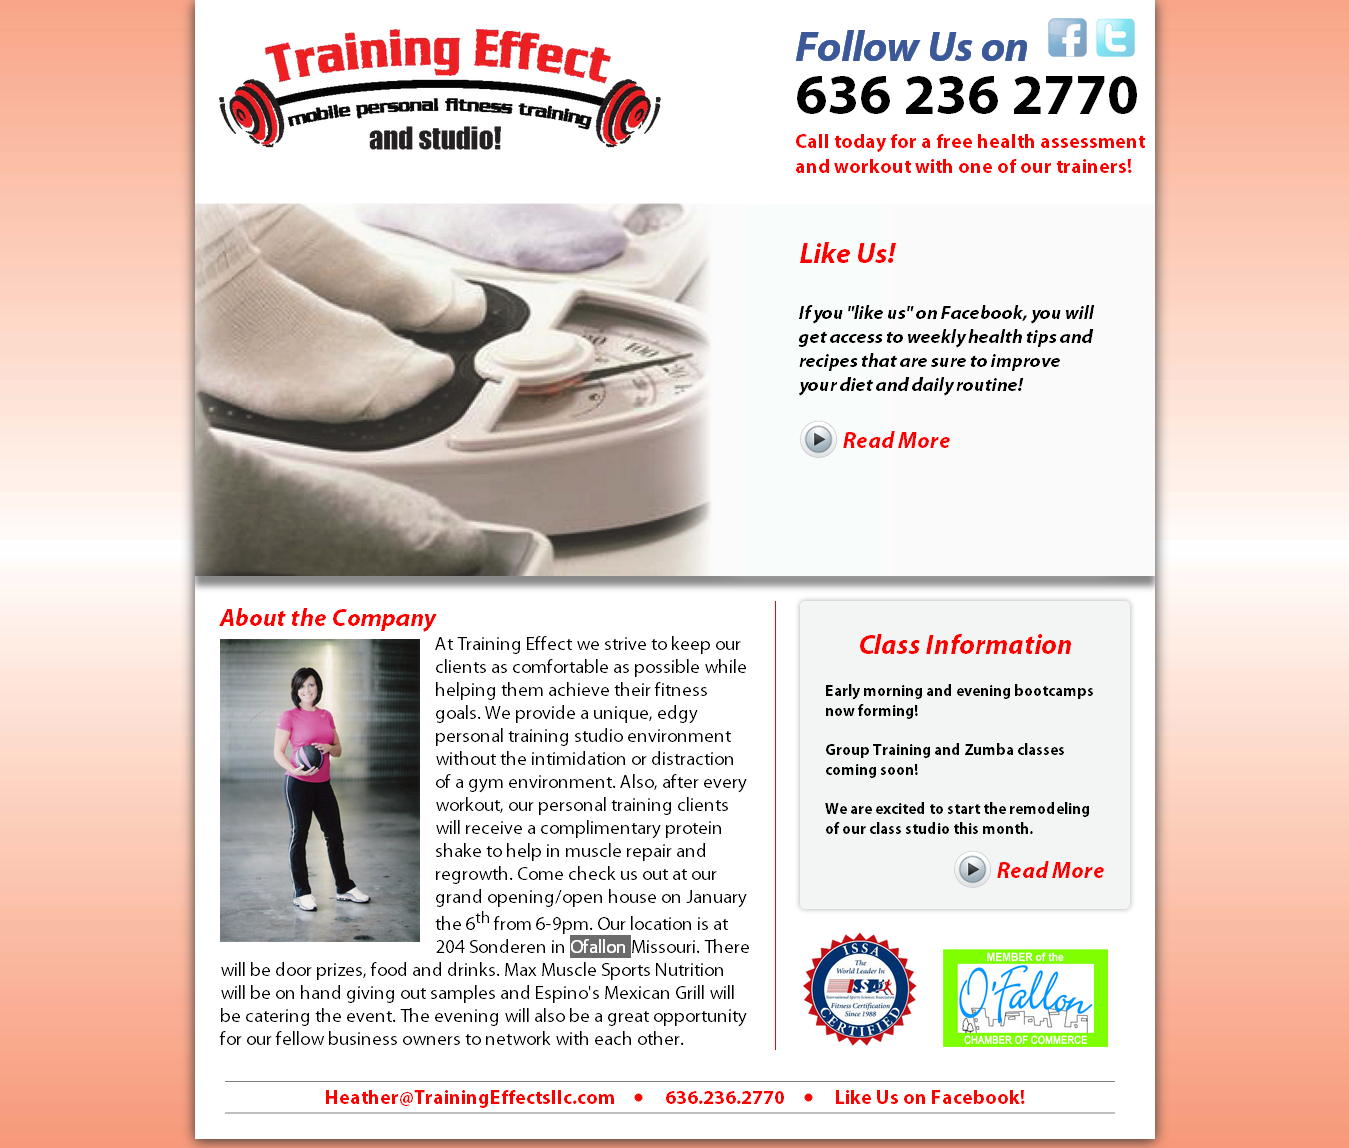 Training Effect
mobile personal fitness training
and studio!
Follow Us on
636 236 2770
Call today for a free health assessment
and workout with one of our trainers!
100
80
Like Us!
If you "like us" on Facebook, you will
get access to weekly health tips and
recipes that are sure to improve
your diet and daily routine!
Read More
About the Company
At Training Effect we strive to keep our
clients as comfortable as possible while
helping them achieve their fitness
goals. We provide a unique, edgy
personal training studio environment
without the intimidation or distraction
of a gym environment. Also, after every
workout, our personal training clients
will receive a complimentary protein
shake to help in muscle repair and
regrowth. Come check us out at our
grand opening/open house on January
the 6th from 6-9pm. Our location is at
204 Sonderen in Ofallon Missouri. There
will be door prizes, food and drinks. Max Muscle Sports Nutrition
will be on hand giving out samples and Espino's Mexican Grill will
be catering the event. The evening will also be a great opportunity
for our fellow business owners to network with each other.
Class Information
Early morning and evening bootcamps
now forming!
Group Training and Zumba classes
coming soon!
We are excited to start the remodeling
of our class studio this month.
Read More
ISSA
The
World Leader In
ISSA
International Sports Sciences Association
Fitness Certification
Since 1988
CERTIFIED
MEMBER of the
O'Fallon
CHAMBER OF COMMERCE
Heather@TrainingEffectsllc.com • 636.236.2770 • Like Us on Facebook!